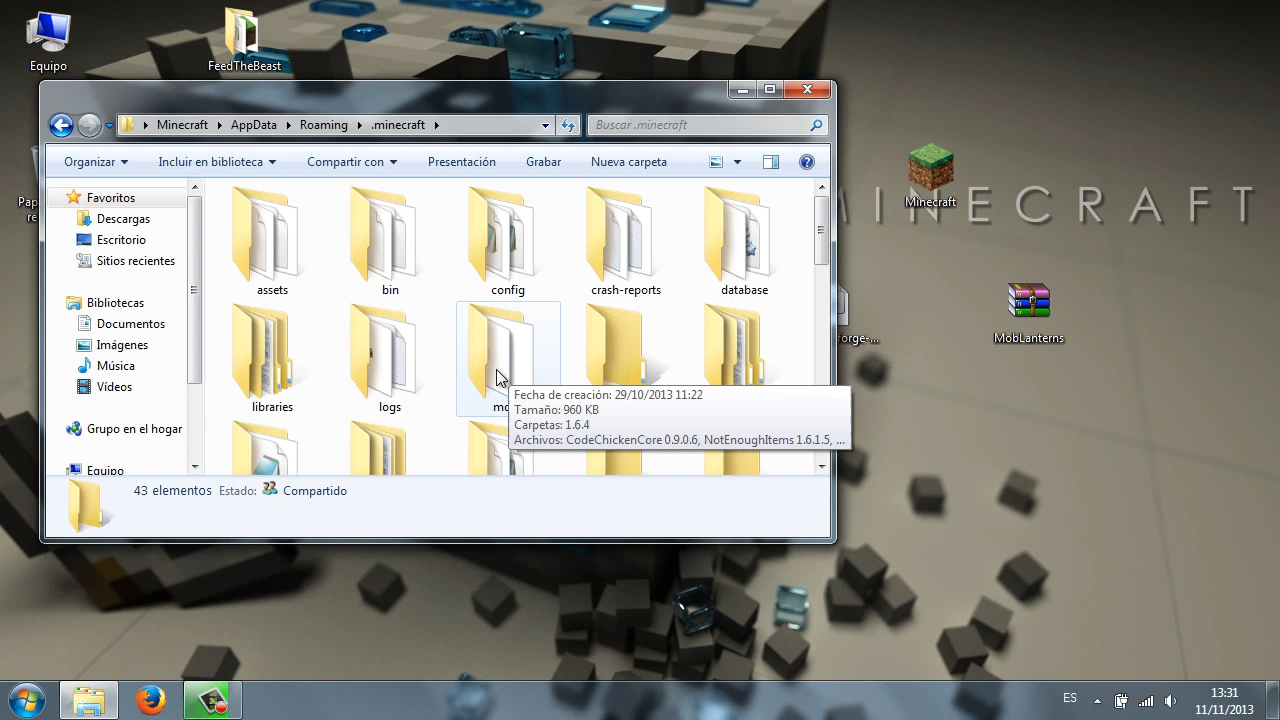 Equipo
FeedTheBeast
Minecraft
AppData
Roaming
.minecraft
Buscar .minecraft
Organizar
Incluir en biblioteca
Compartir con
Presentación
Grabar
Nueva carpeta
Favoritos
Descargas
Escritorio
Sitios recientes
Bibliotecas
Documentos
Imágenes
Música
Vídeos
Grupo en el hogar
Equipo
assets
bin
config
crash-reports
database
libraries
logs
Fecha de creación: 29/10/2013 11:22
Tamaño: 960 KB
Carpetas: 1.6.4
Archivos: CodeChickenCore 0.9.0.6, NotEnoughItems 1.6.1.5, ...
43 elementos Estado: Compartido
Minecraft
INECRAFT
MobLanterns
ES
13:31
11/11/2013